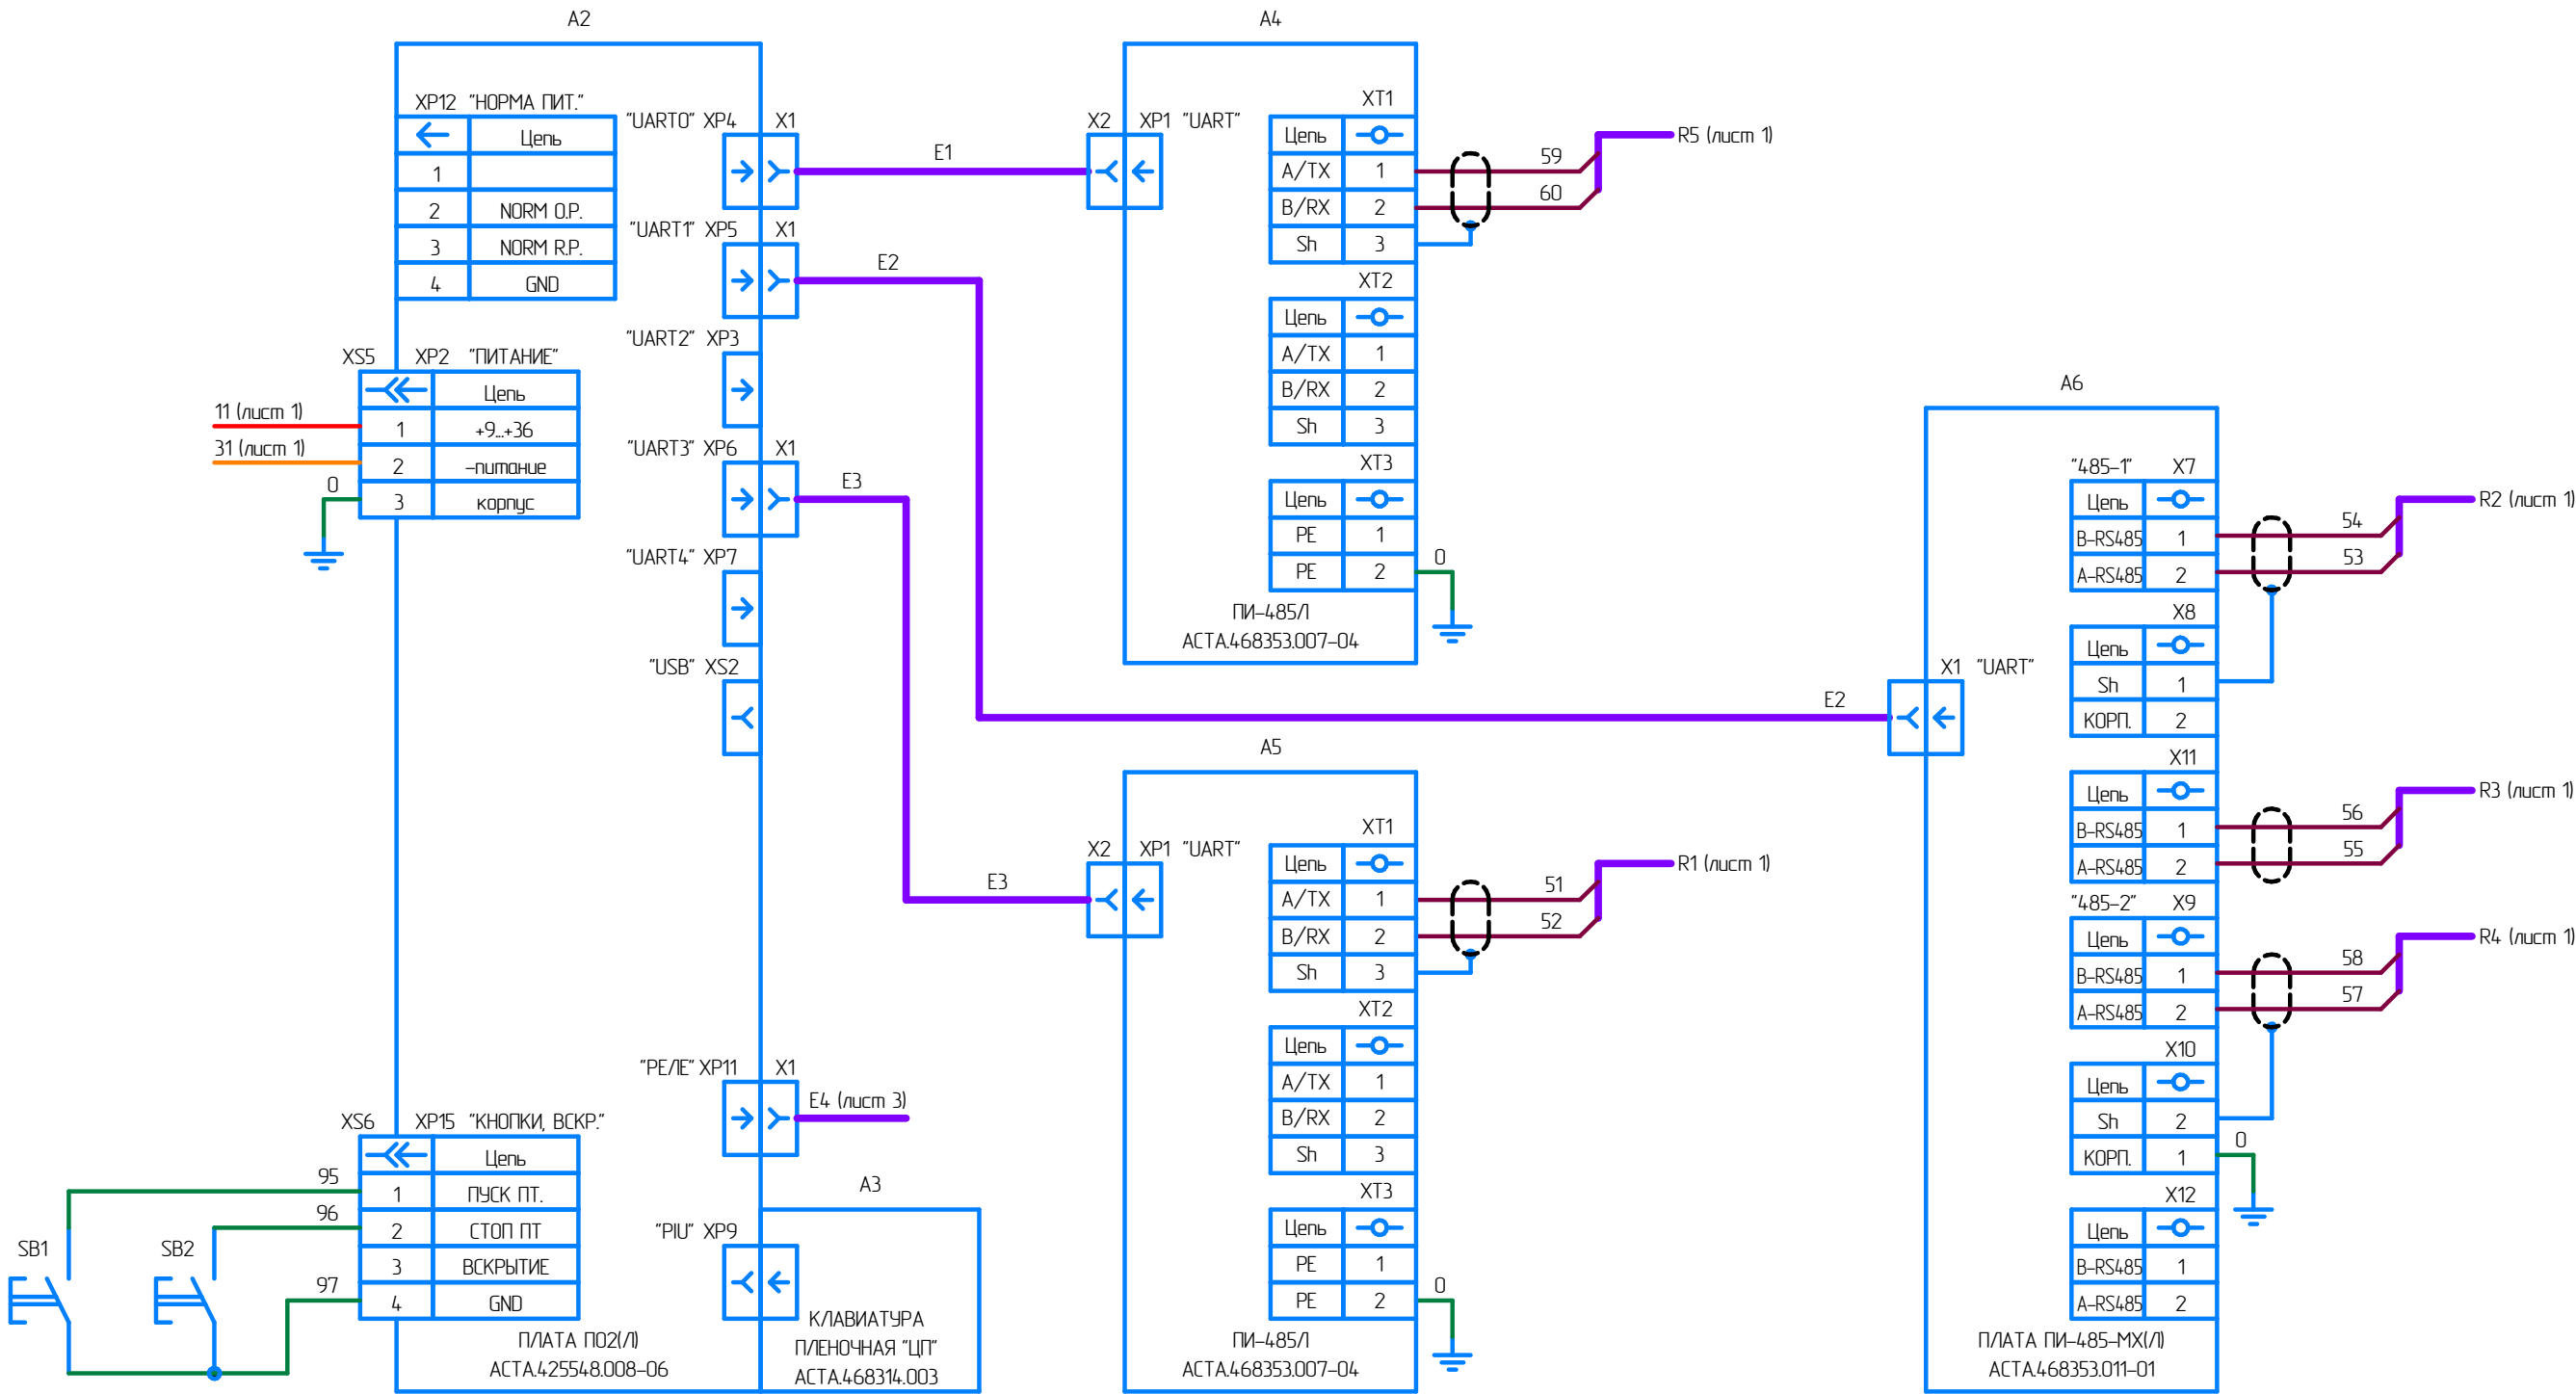 A2
XP12 "НОРМА ПИТ."
Цепь
1
2 NORM O.P.
3 NORM R.P.
4 GND
XS5 XP2 "ПИТАНИЕ"
Цепь
11 (лист 1)
1 +9...+36
31 (лист 1)
2 -питание
0
3 корпус
"UART0" XP4 X1
E1
"UART1" XP5 X1
E2
"UART2" XP3
"UART3" XP6 X1
E3
"UART4" XP7
"USB" XS2
"РЕЛЕ" XP11 X1
E4 (лист 3)
XS6 XP15 "КНОПКИ, ВСКР."
Цепь
95
1 ПУСК ПТ.
96
2 СТОП ПТ
3 ВСКРЫТИЕ
97
4 GND
SB1
SB2
ПЛАТА ПО2(Л)
АСТА.425548.008-06
"PIU" XP9
A3
КЛАВИАТУРА
ПЛЕНОЧНАЯ "ЦП"
АСТА.468314.003
A4
X2 XP1 "UART"
XT1
Цепь
A/TX 1
59
B/RX 2
60
Sh 3
R5 (лист 1)
XT2
Цепь
A/TX 1
B/RX 2
Sh 3
XT3
Цепь
PE 1
PE 2
0
ПИ-485/Л
АСТА.468353.007-04
A5
E3
X2 XP1 "UART"
XT1
Цепь
A/TX 1
51
B/RX 2
52
Sh 3
R1 (лист 1)
XT2
Цепь
A/TX 1
B/RX 2
Sh 3
XT3
Цепь
PE 1
PE 2
0
ПИ-485/Л
АСТА.468353.007-04
A6
E2
X1 "UART"
"485-1" X7
Цепь
B-RS485 1
54
A-RS485 2
53
R2 (лист 1)
X8
Цепь
Sh 1
КОРП. 2
X11
Цепь
B-RS485 1
56
A-RS485 2
55
R3 (лист 1)
"485-2" X9
Цепь
B-RS485 1
58
A-RS485 2
57
R4 (лист 1)
X10
Цепь
Sh 2
КОРП. 1
0
X12
Цепь
B-RS485 1
A-RS485 2
ПЛАТА ПИ-485-МХ(Л)
АСТА.468353.011-01